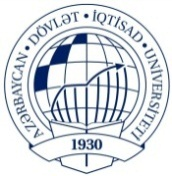 AZƏRBAYCAN • DÖVLƏT • İQTİSAD • UNİVERSİTETİ
1930